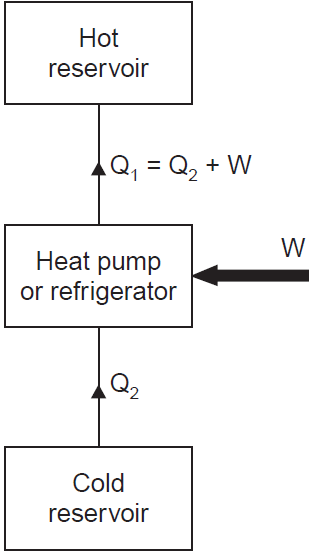 Hot
reservoir
Q₁ = Q₂ + W
W
Heat pump
or refrigerator
Q₂
Cold
reservoir